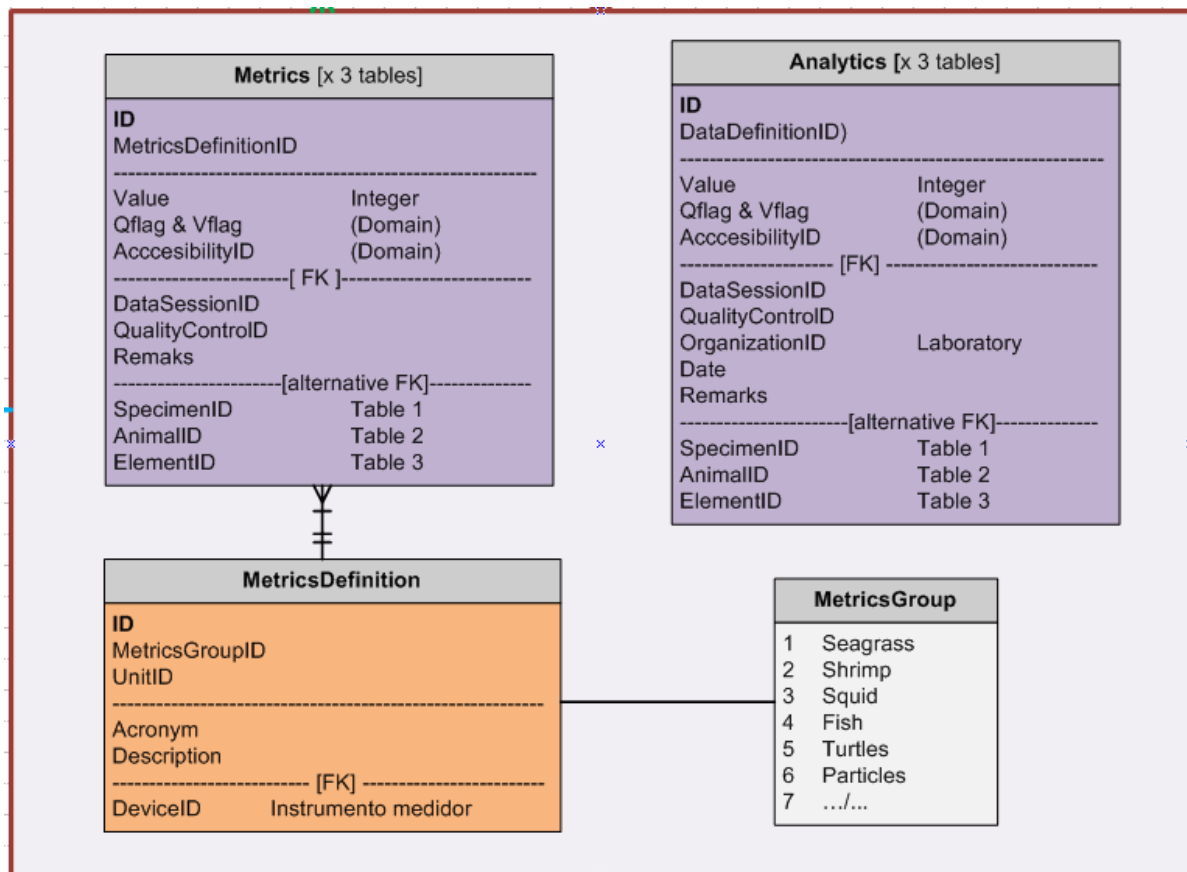 Metrics [x 3 tables]
ID
MetricsDefinitionID
Value Integer
Qflag & Vflag (Domain)
AcccesibilityID (Domain)
[ FK ]
DataSessionID
QualityControlD
Remaks
[alternative FK]
SpecimenID Table 1
AnimalID Table 2
ElementID Table 3
Analytics [x 3 tables]
ID
DataDefinitionID)
Value Integer
Qflag & Vflag (Domain)
AcccesibilityID (Domain)
[FK]
DataSessionID
QualityControlD
OrganizationID Laboratory
Date
Remarks
[alternative FK]
SpecimenID Table 1
AnimalID Table 2
ElementID Table 3
MetricsDefinition
ID
MetricsGroupID
UnitID
Acronym
Description
[FK]
DeviceID Instrumento medidor
MetricsGroup
1 Seagrass
2 Shrimp
3 Squid
4 Fish
5 Turtles
6 Particles
7 .../...